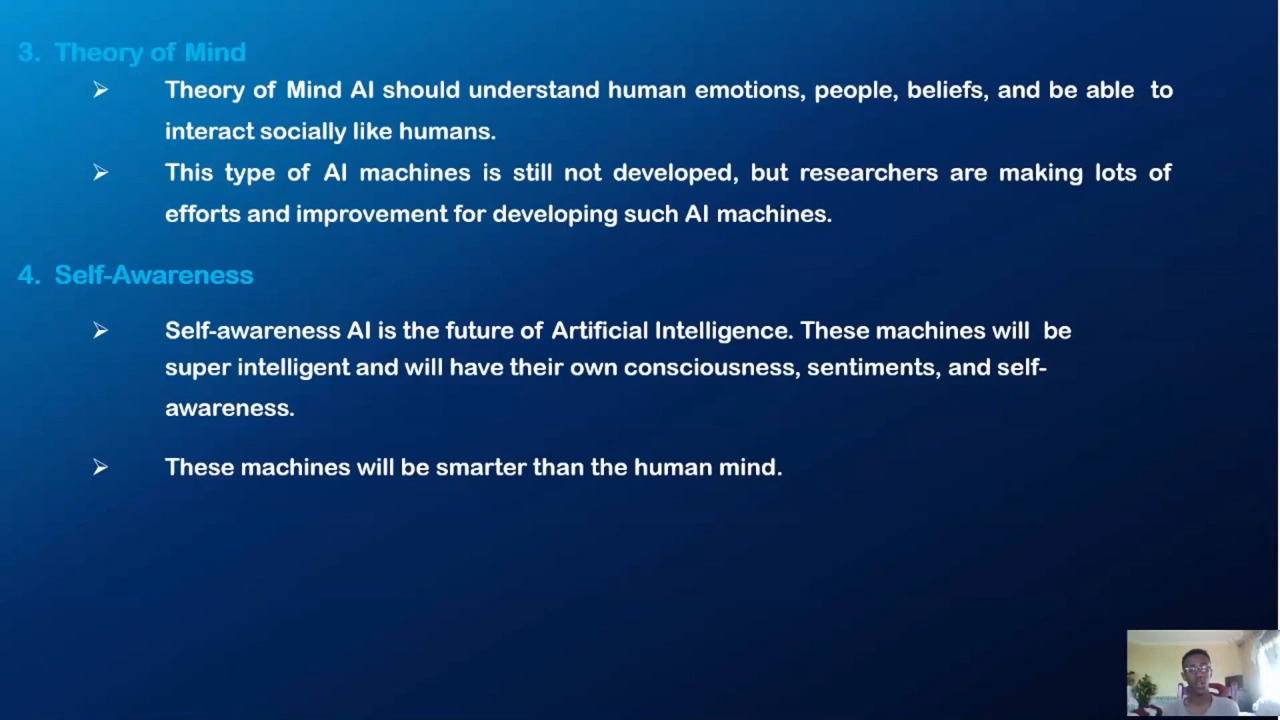 3. Theory of Mind
➢ Theory of Mind AI should understand human emotions, people, beliefs, and be able to
interact socially like humans.
➢ This type of AI machines is still not developed, but researchers are making lots of
efforts and improvement for developing such AI machines.
4. Self-Awareness
➢ Self-awareness AI is the future of Artificial Intelligence. These machines will be
super intelligent and will have their own consciousness, sentiments, and self-
awareness.
➢ These machines will be smarter than the human mind.